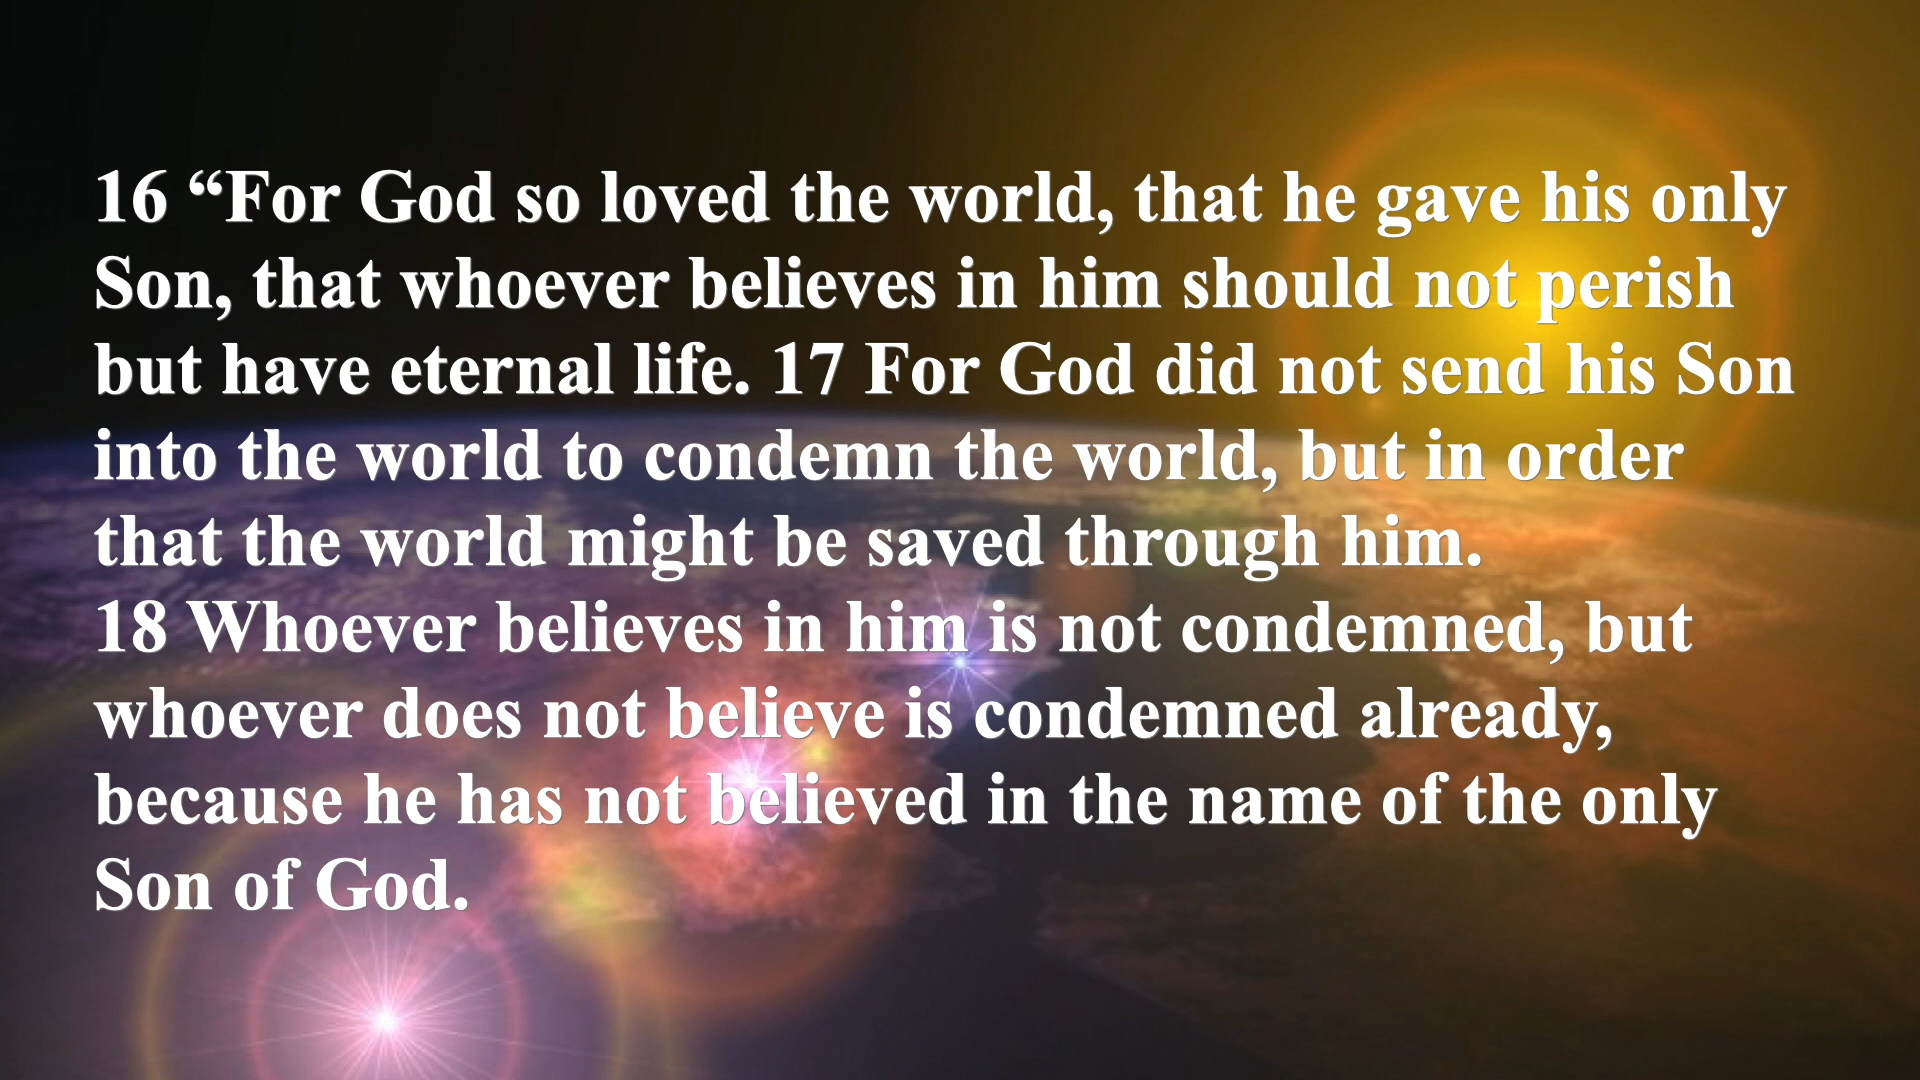 16 “For God so loved the world, that he gave his only
Son, that whoever believes in him should not perish
but have eternal life. 17 For God did not send his Son
into the world to condemn the world, but in order
that the world might be saved through him.
18 Whoever believes in him is not condemned, but
whoever does not believe is condemned already,
because he has not believed in the name of the only
Son of God.